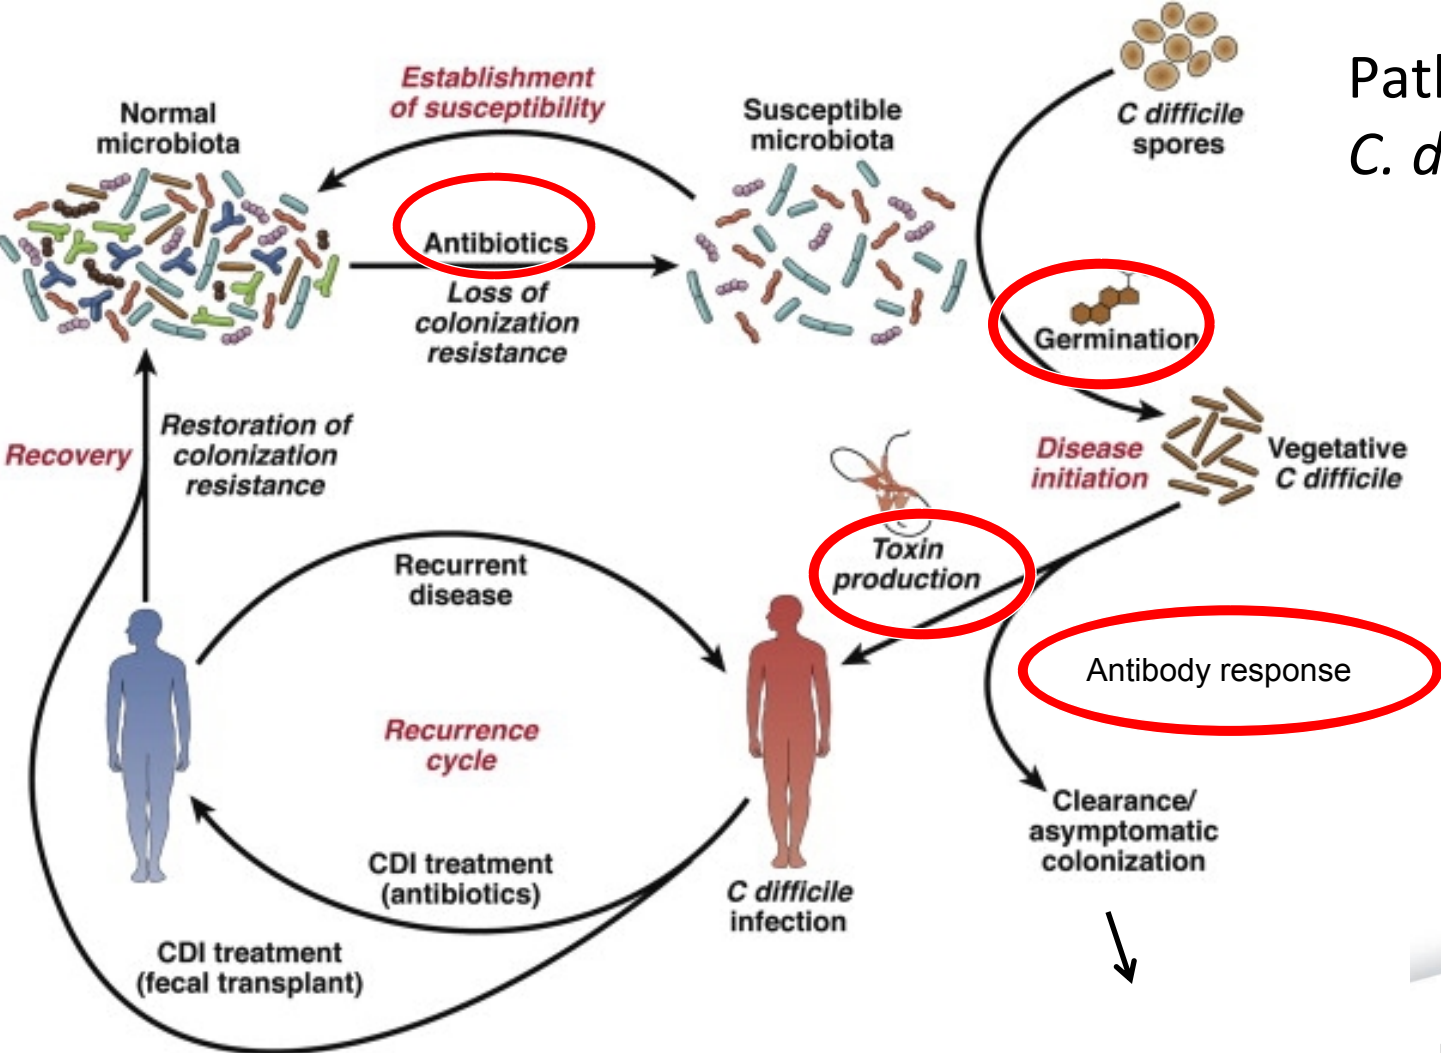 Normal
microbiota
Establishment
of susceptibility
Susceptible
microbiota
C difficile
spores
Antibiotics
Loss of
colonization
resistance
Germination
Recovery
Restoration of
colonization
resistance
Disease
initiation
Vegetative
C difficile
Toxin
production
Recurrent
disease
Antibody response
Recurrence
cycle
Clearance/
asymptomatic
colonization
CDI treatment
(antibiotics)
C difficile
infection
CDI treatment
(fecal transplant)
C. d